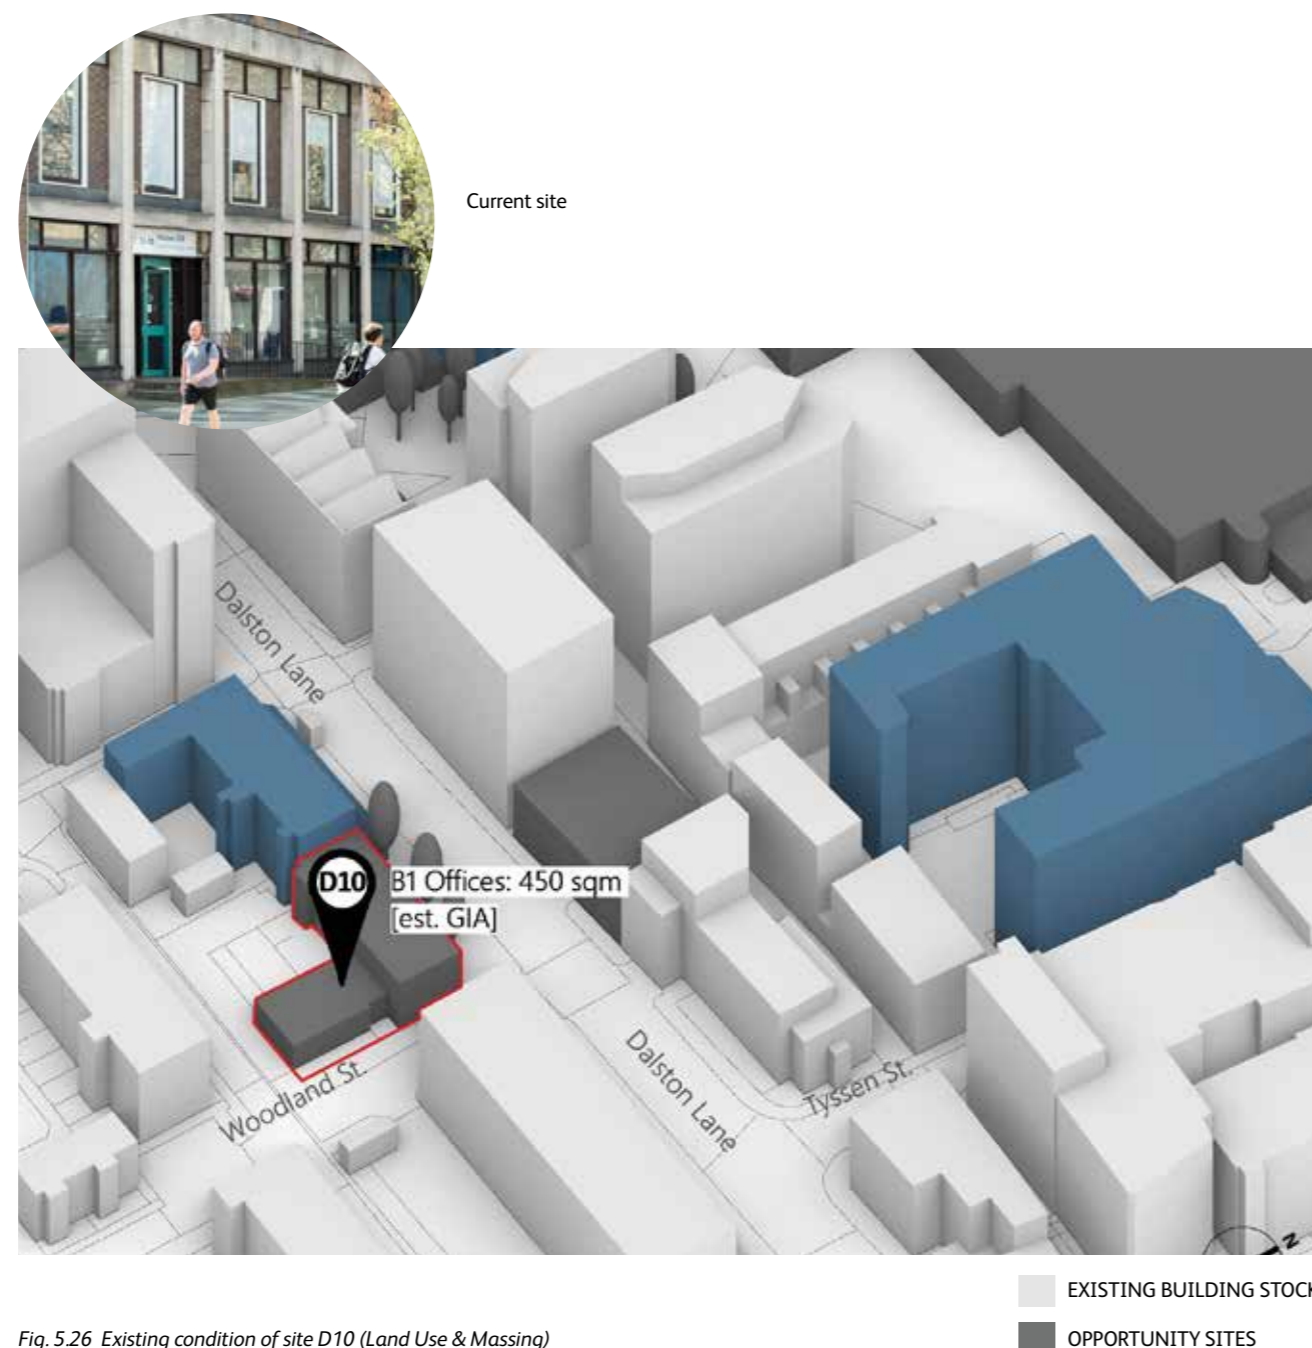 Current site
Dalston Lane
D10
B1 Offices: 450 sqm
[est. GIA]
Woodland St.
Dalston Lane
Tyssen St.
N
EXISTING BUILDING STOCK
OPPORTUNITY SITES
Fig. 5.26 Existing condition of site D10 (Land Use & Massing)